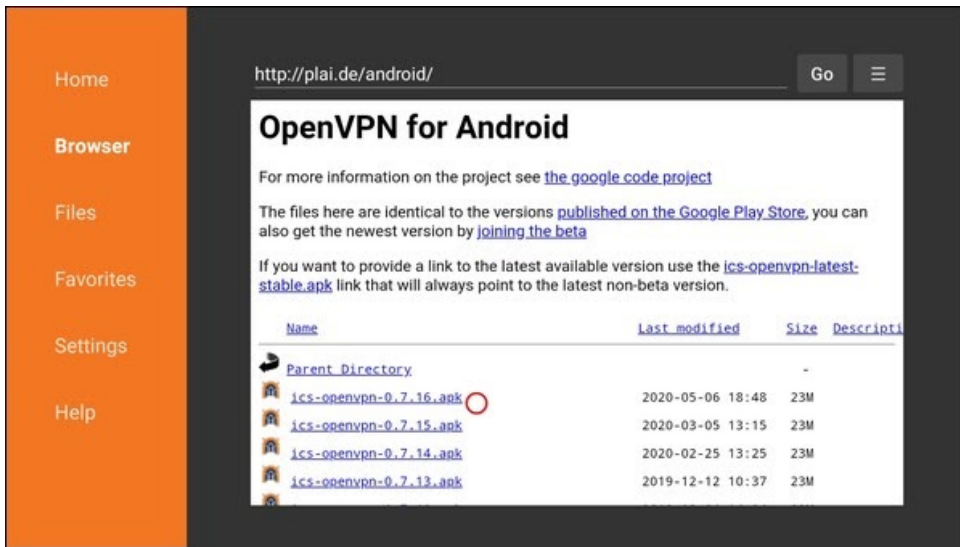 Home
Browser
Files
Favorites
Settings
Help
http://plai.de/android/
Go
OpenVPN for Android
For more information on the project see the google code project
The files here are identical to the versions published on the Google Play Store, you can
also get the newest version by joining the beta
If you want to provide a link to the latest available version use the ics-openvpn-latest-
stable.apk link that will always point to the latest non-beta version.
Name Last modified Size Descripti
Parent Directory -
ics-openvpn-0.7.16.apk 2020-05-06 18:48 23M
ics-openvpn-0.7.15.apk 2020-03-05 13:15 23M
ics-openvpn-0.7.14.apk 2020-02-25 13:25 23M
ics-openvpn-0.7.13.apk 2019-12-12 10:37 23M